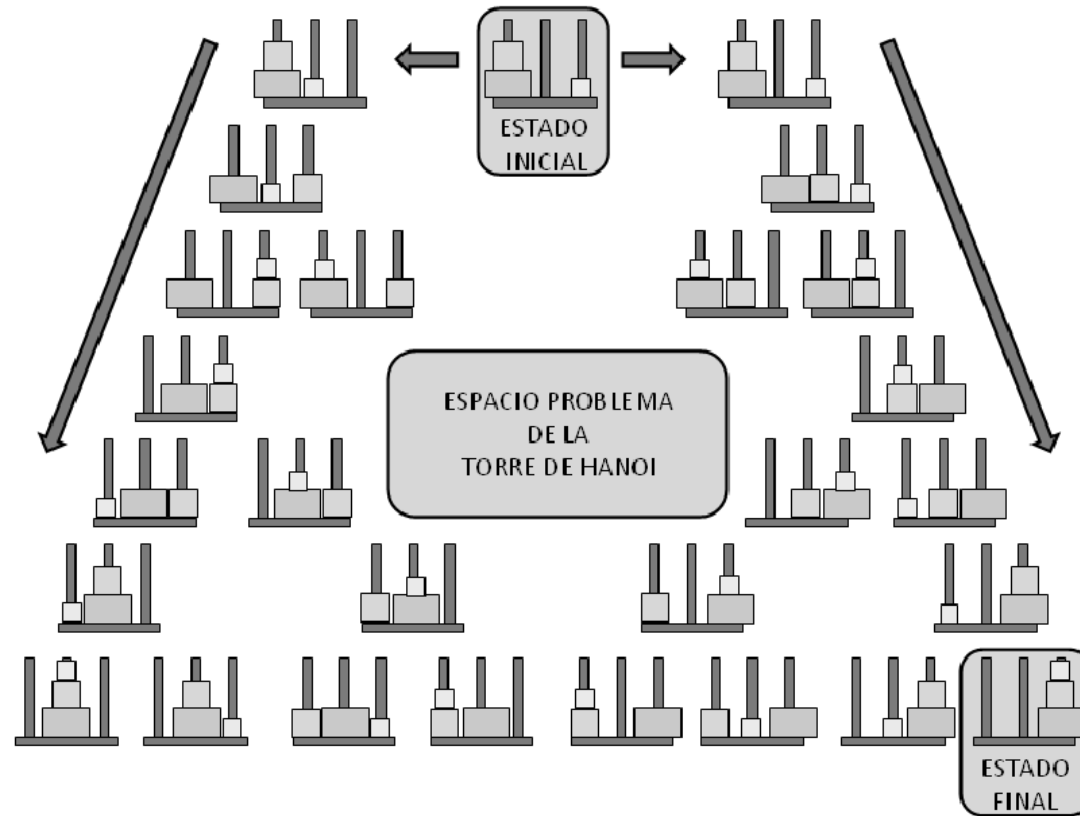 ESTADO
INICIAL
ESPACIO PROBLEMA
DE LA
TORRE DE HANOI
ESTADO
FINAL